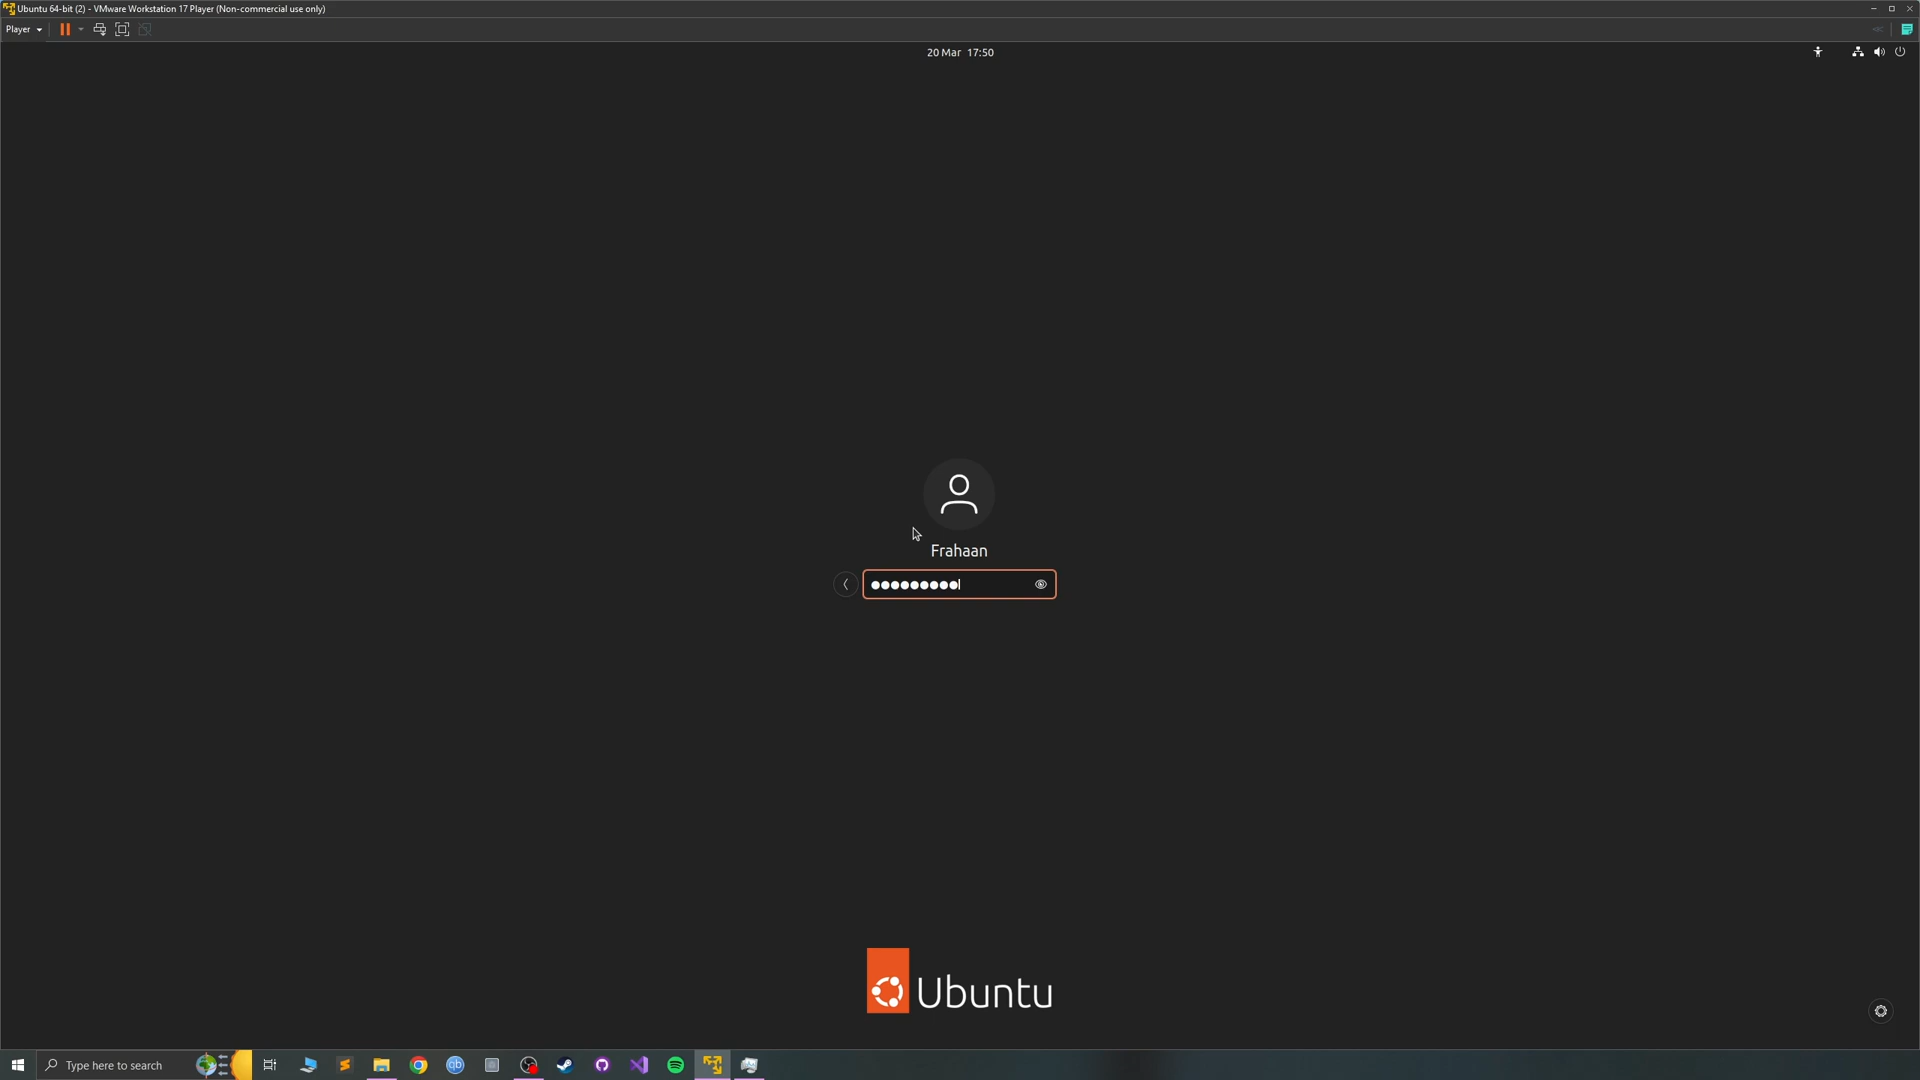 Ubuntu 64-bit (2) - VMware Workstation 17 Player (Non-commercial use only)
Player
20 Mar 17:50
Frahaan
Ubuntu
Type here to search
qb